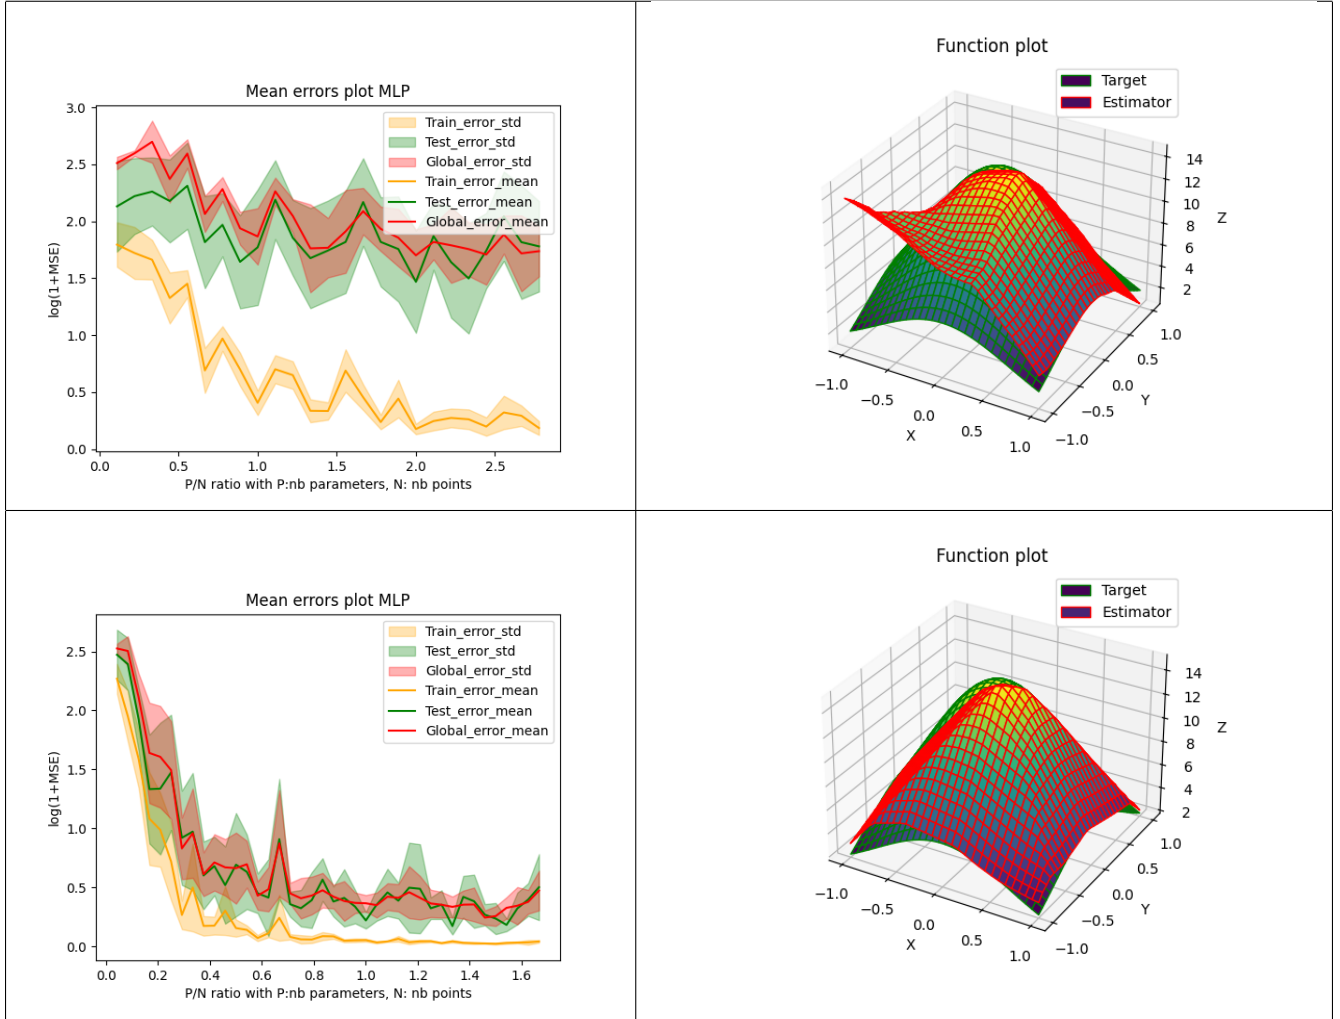 Mean errors plot MLP
3.0
2.5
2.0
1.5
1.0
0.5
0.0
log(1+MSE)
Train_error_std
Test_error_std
Global_error_std
Train_error_mean
Test_error_mean
Global_error_mean
0.0 0.5 1.0 1.5 2.0 2.5
P/N ratio with P:nb parameters, N: nb points
Function plot
Target
Estimator
14
12
10
8
6
4
2
Z
−1.0 −0.5 0.0 0.5 1.0
X
−1.0 −0.5 0.0 0.5 1.0
Y
Mean errors plot MLP
2.5
2.0
1.5
1.0
0.5
0.0
log(1+MSE)
Train_error_std
Test_error_std
Global_error_std
Train_error_mean
Test_error_mean
Global_error_mean
0.0 0.2 0.4 0.6 0.8 1.0 1.2 1.4 1.6
P/N ratio with P:nb parameters, N: nb points
Function plot
Target
Estimator
14
12
10
8
6
4
2
Z
−1.0 −0.5 0.0 0.5 1.0
X
−1.0 −0.5 0.0 0.5 1.0
Y